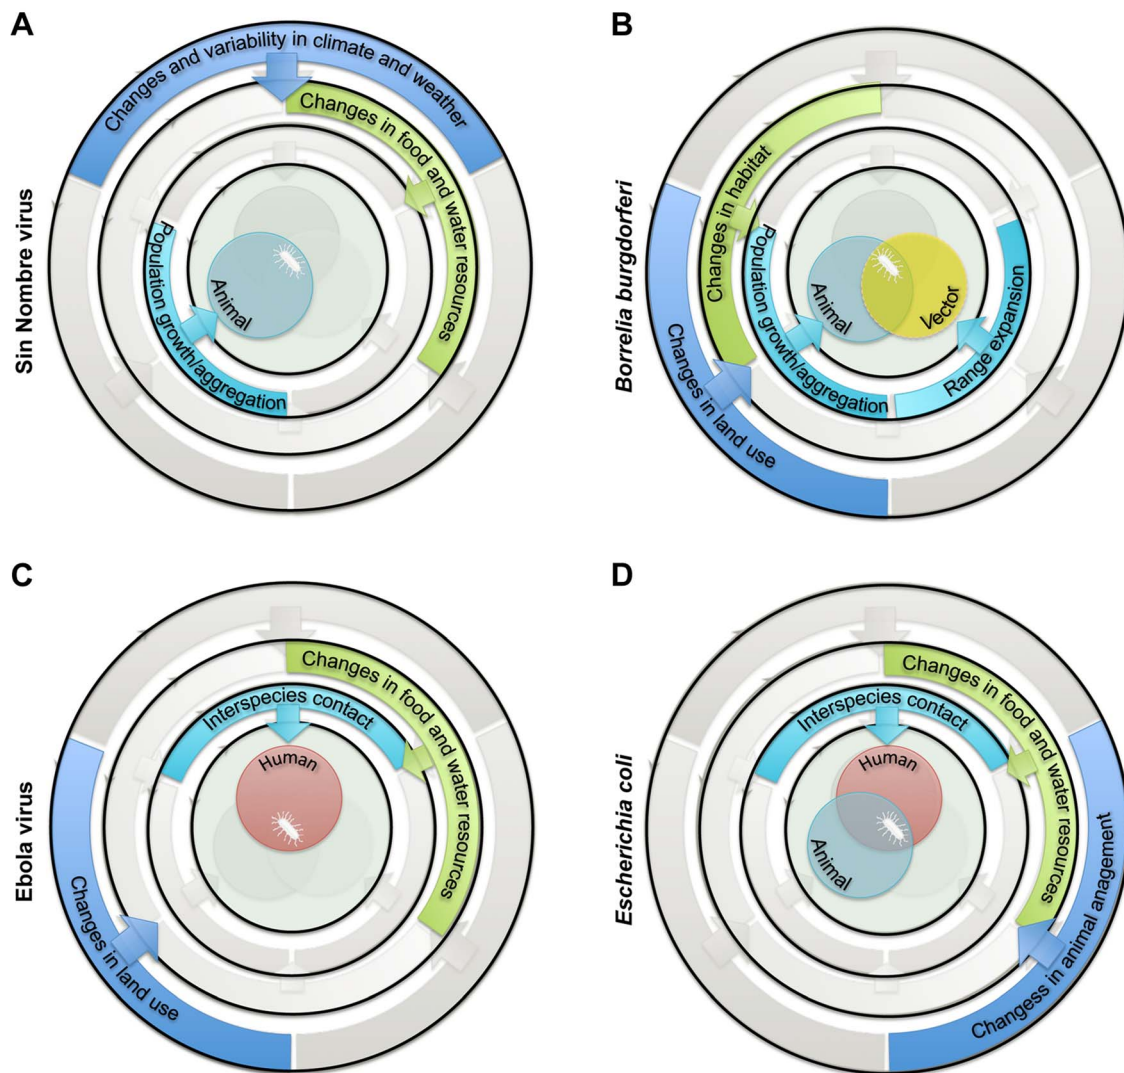 A
Sin Nombre virus
Changes and variability in climate and weather
Changes in food and water resources
Population growth/aggregation
Animal
B
Borrelia burgdorferi
Changes in habitat
Changes in land use
Population growth/aggregation
Range expansion
Animal
Vector
C
Ebola virus
Changes in food and water resources
Interspecies contact
Human
Changes in land use
D
Escherichia coli
Changes in food and water resources
Interspecies contact
Human
Animal
Changess in animal anagement